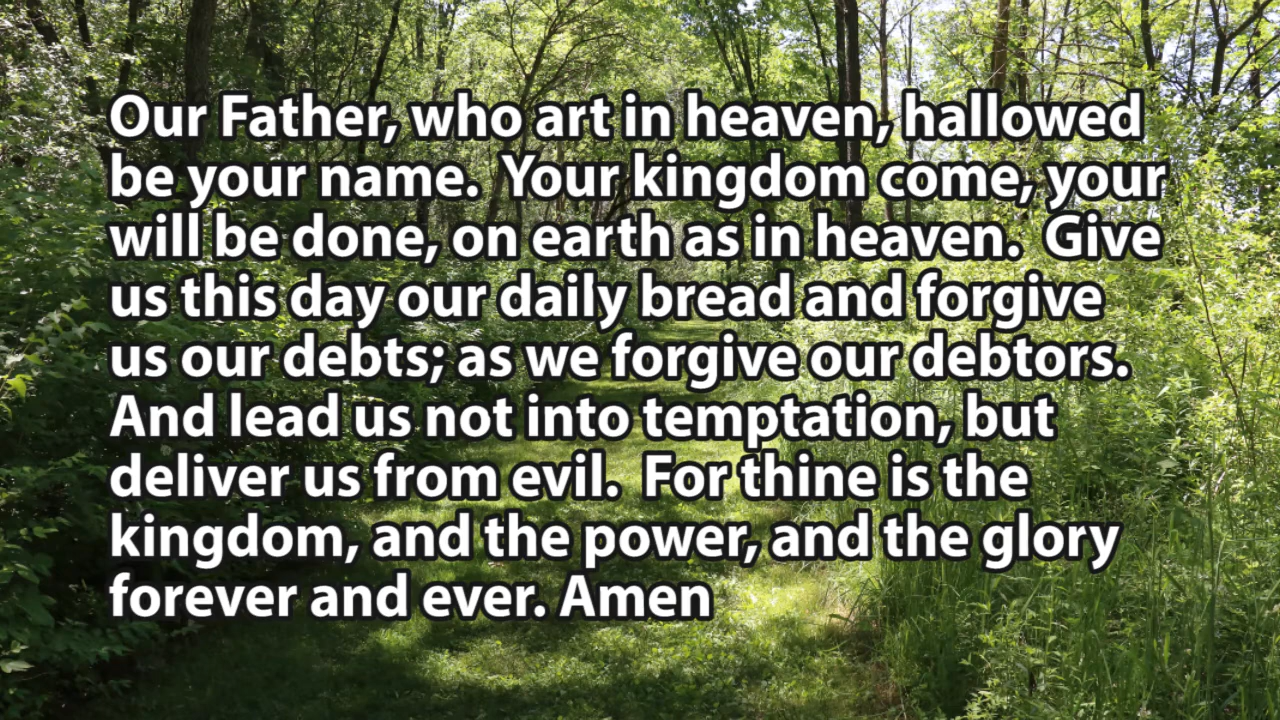 Our Father, who art in heaven, hallowed
be your name.  Your kingdom come, your
will be done, on earth as in heaven.  Give
us this day our daily bread and forgive
us our debts; as we forgive our debtors.
And lead us not into temptation, but
deliver us from evil.  For thine is the
kingdom, and the power, and the glory
forever and ever. Amen